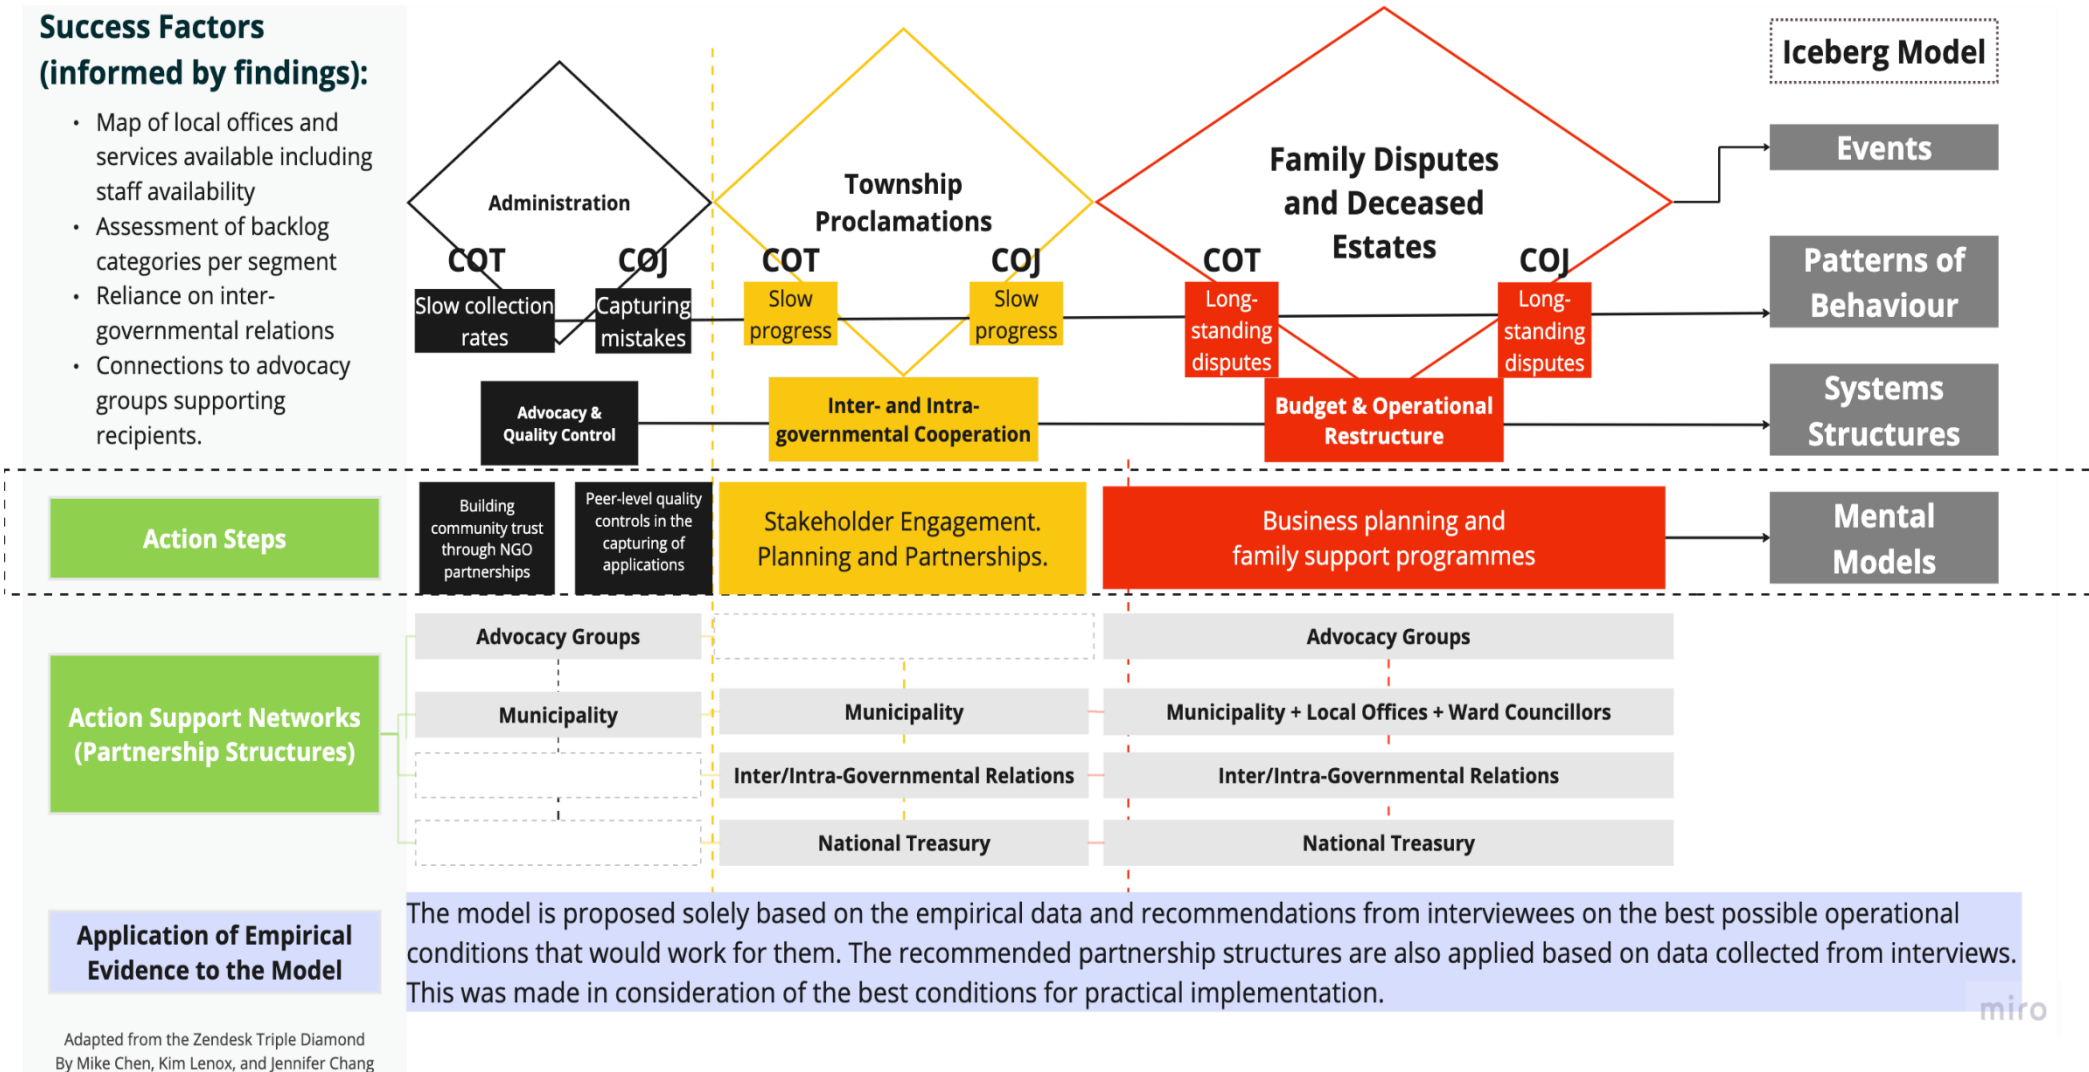 Success Factors
(informed by findings):
• Map of local offices and
services available including
staff availability
• Assessment of backlog
categories per segment
• Reliance on inter-
governmental relations
• Connections to advocacy
groups supporting
recipients.
Administration
COT
COJ
Slow collection
rates
Capturing
mistakes
Advocacy &
Quality Control
Township
Proclamations
COT
COJ
Slow
progress
Slow
progress
Inter- and Intra-
governmental Cooperation
Family Disputes
and Deceased
Estates
COT
COJ
Long-
standing
disputes
Long-
standing
disputes
Budget & Operational
Restructure
Iceberg Model
Events
Patterns of
Behaviour
Systems
Structures
Mental
Models
Action Steps
Building
community trust
through NGO
partnerships
Peer-level quality
controls in the
capturing of
applications
Stakeholder Engagement.
Planning and Partnerships.
Business planning and
family support programmes
Action Support Networks
(Partnership Structures)
Advocacy Groups
Municipality
Municipality
Inter/Intra-Governmental Relations
National Treasury
Advocacy Groups
Municipality + Local Offices + Ward Councillors
Inter/Intra-Governmental Relations
National Treasury
Application of Empirical
Evidence to the Model
The model is proposed solely based on the empirical data and recommendations from interviewees on the best possible operational
conditions that would work for them. The recommended partnership structures are also applied based on data collected from interviews.
This was made in consideration of the best conditions for practical implementation.
miro
Adapted from the Zendesk Triple Diamond
By Mike Chen, Kim Lenox, and Jennifer Chang